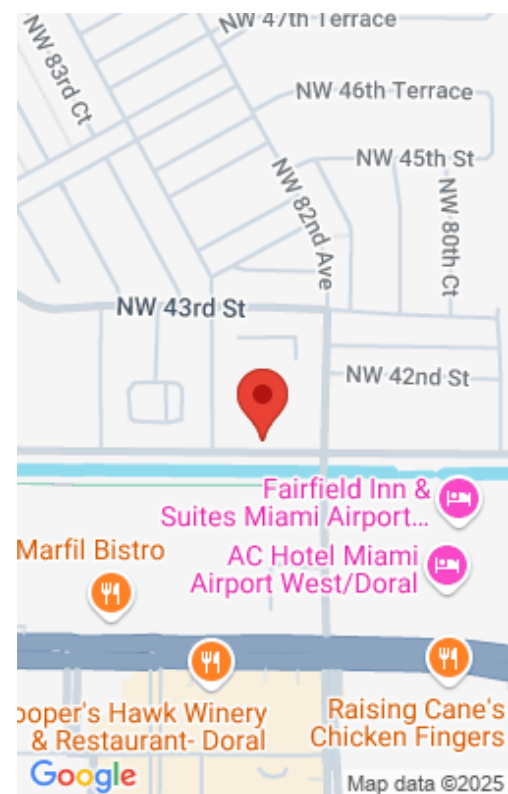 NW 47th Terrace
NW 83rd Ct
NW 46th Terrace
NW 45th St
NW 82nd Ave
NW 80th Ct
NW 43rd St
NW 42nd St
Fairfield Inn &
Suites Miami Airport...
Marfil Bistro
AC Hotel Miami
Airport West/Doral
ooper's Hawk Winery
& Restaurant- Doral
Raising Cane's
Chicken Fingers
Google
Map data ©2025